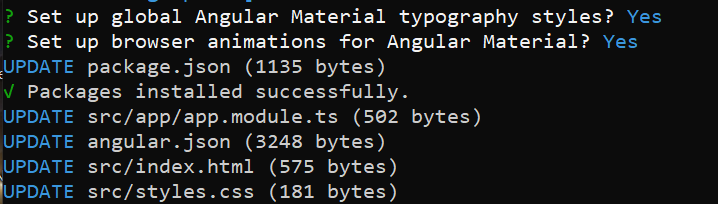 ? Set up global Angular Material typography styles? Yes
? Set up browser animations for Angular Material? Yes
UPDATE package.json (1135 bytes)
√ Packages installed successfully.
UPDATE src/app/app.module.ts (502 bytes)
UPDATE angular.json (3248 bytes)
UPDATE src/index.html (575 bytes)
UPDATE src/styles.css (181 bytes)